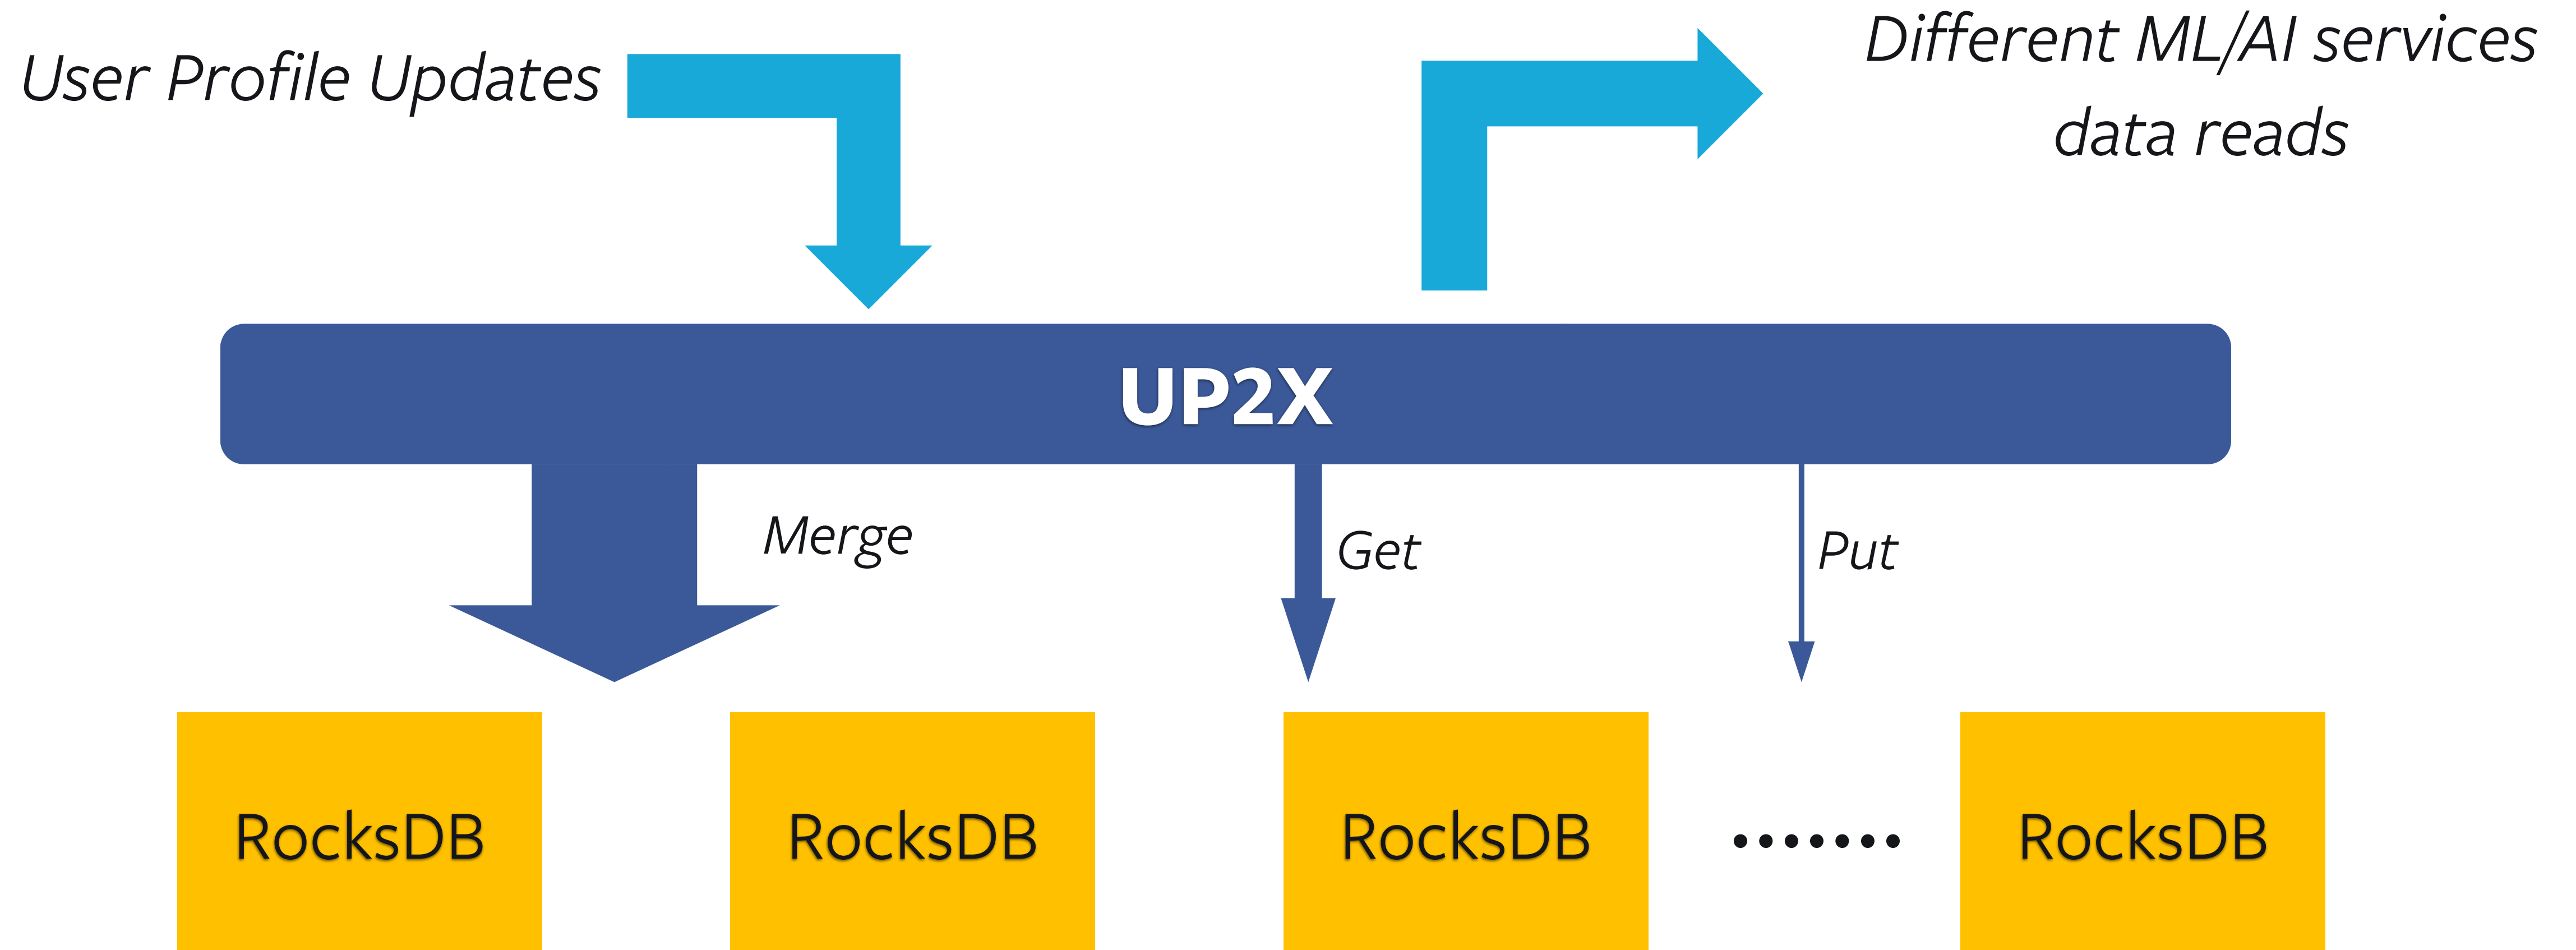 User Profile Updates
Different ML/AI services
data reads
UP2X
Merge
Get
Put
RocksDB
RocksDB
RocksDB
.......
RocksDB